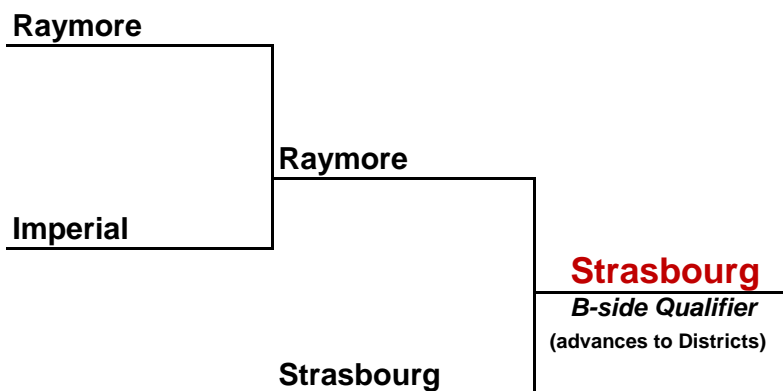 Raymore
Raymore
Imperial
Strasbourg
B-side Qualifier
(advances to Districts)
Strasbourg